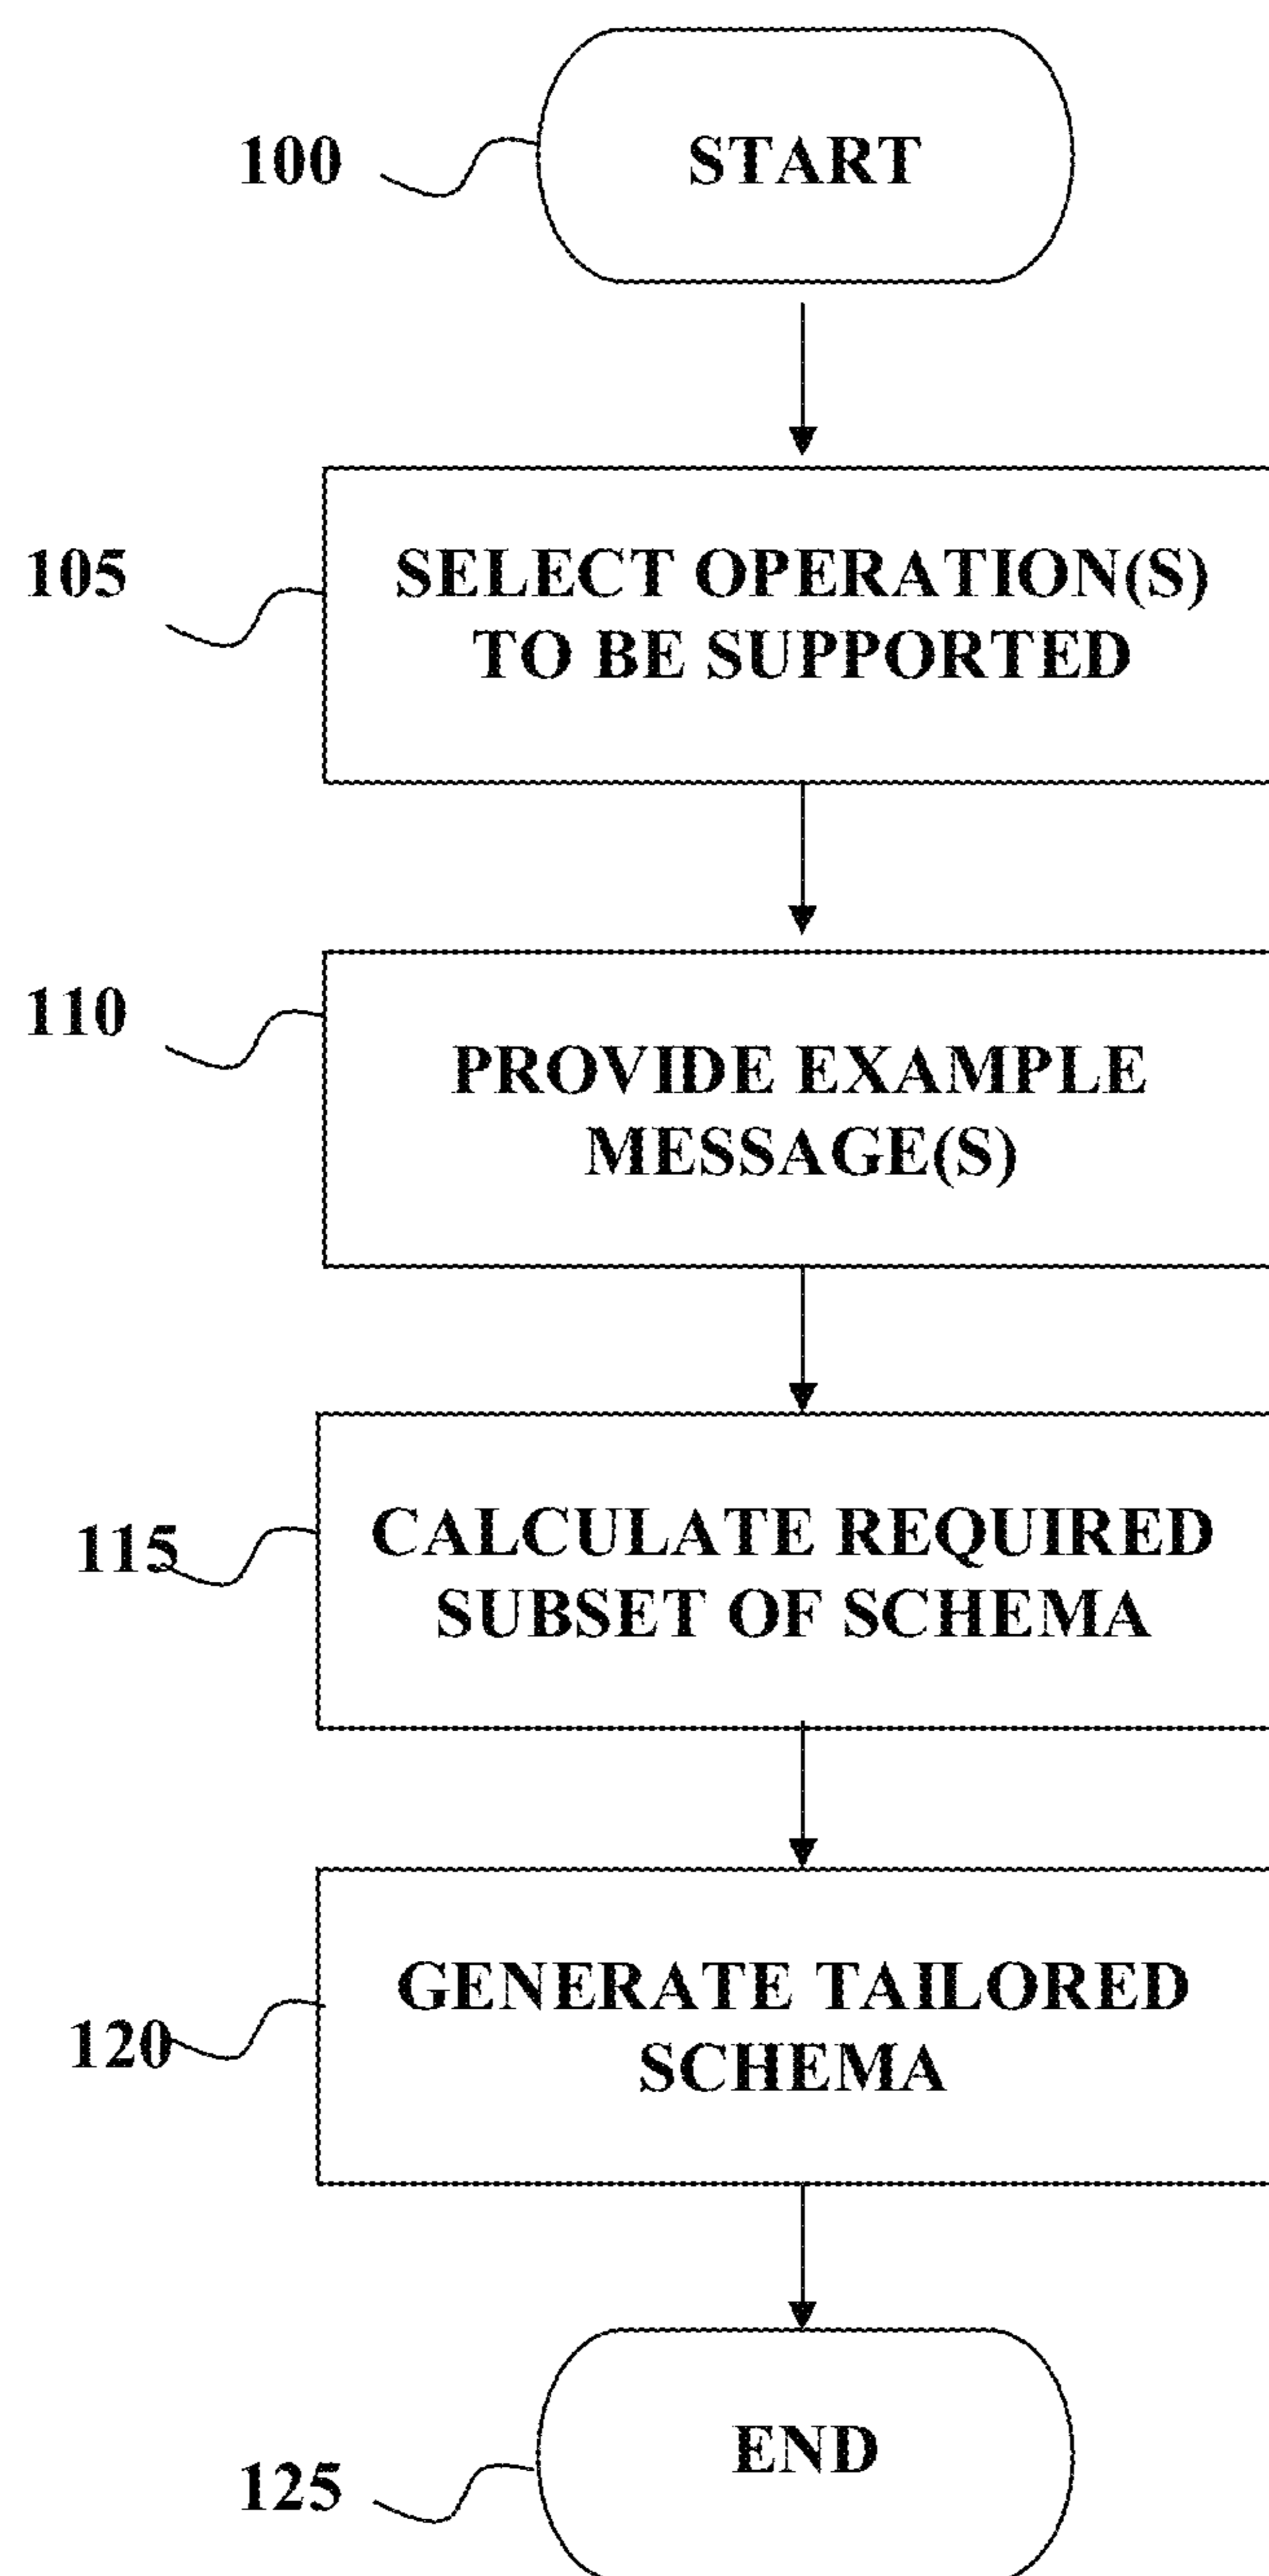 100
START
105
SELECT OPERATION(S)
TO BE SUPPORTED
110
PROVIDE EXAMPLE
MESSAGE(S)
115
CALCULATE REQUIRED
SUBSET OF SCHEMA
120
GENERATE TAILORED
SCHEMA
125
END